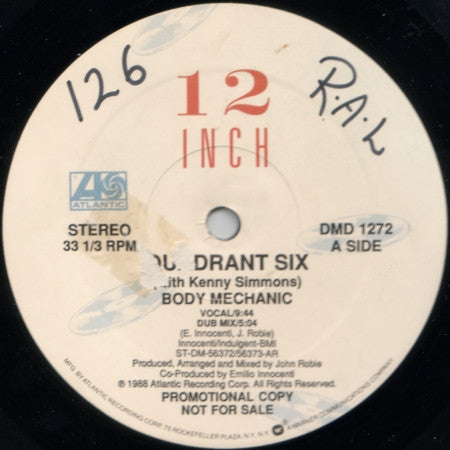 126
R.A.L
12
INCH
ATLANTIC
STEREO
33 1/3 RPM
DMD 1272
A SIDE
QUADRANT SIX
(with Kenny Simmons)
BODY MECHANIC
VOCAL/9:44
DUB MIX/5:04
(E. Innocenti, J. Robie)
Innocenti/Indulgent-BMI
ST-DM-56372/56373-AR
Produced, Arranged and Mixed by John Robie
Co-Produced by Emilio Innocenti
℗ 1988 Atlantic Recording Corp. All Rights Reserved.
PROMOTIONAL COPY
NOT FOR SALE
MFG. BY ATLANTIC RECORDING CORP. 75 ROCKEFELLER PLAZA, N.Y. N.Y. A WARNER COMMUNICATIONS COMPANY